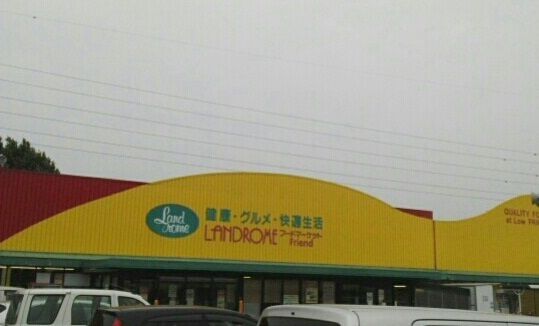 Land
rome
健康・グルメ・快適生活
LANDROME フードマーケット
Friend
QUALITY
at Low